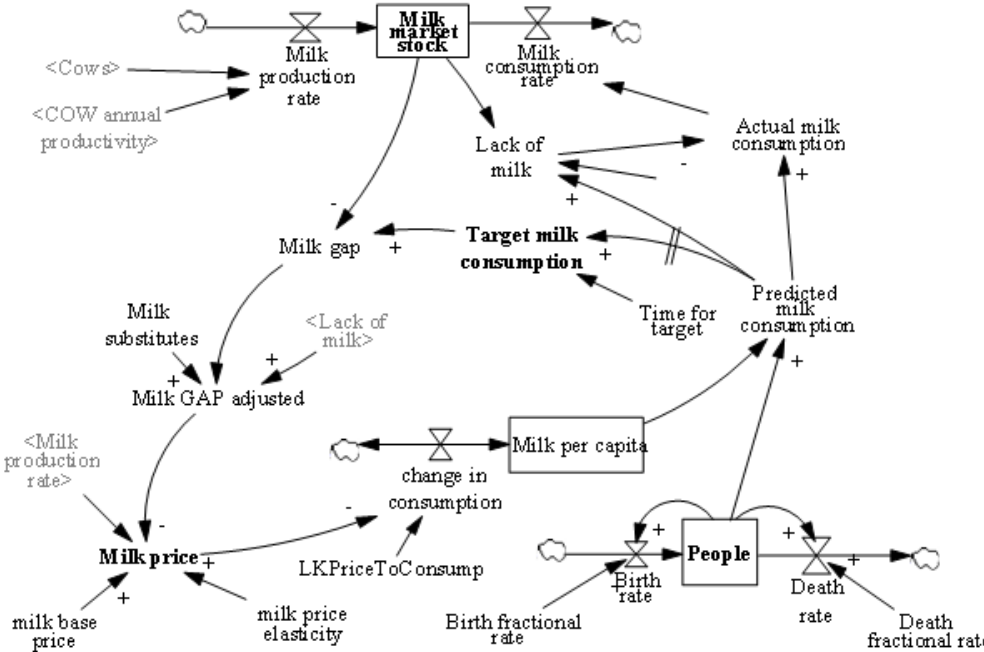 Milk
market
stock
Milk
production
rate
Milk
consumption
rate
<Cows>
<COW annual
productivity>
Lack of
milk
Actual milk
consumption
-
+
+
-
Milk gap
+
Target milk
consumption
+
Predicted
milk
consumption
Time for
target
Milk
substitutes
<Lack of
milk>
+
+
+
Milk GAP adjusted
<Milk
production
rate>
Milk per capita
change in
consumption
-
-
Milk price
+
LKPriceToConsump
+
milk base
price
milk price
elasticity
People
+
+
+
Birth
rate
+
Death
rate
Birth fractional
rate
Death
fractional rate